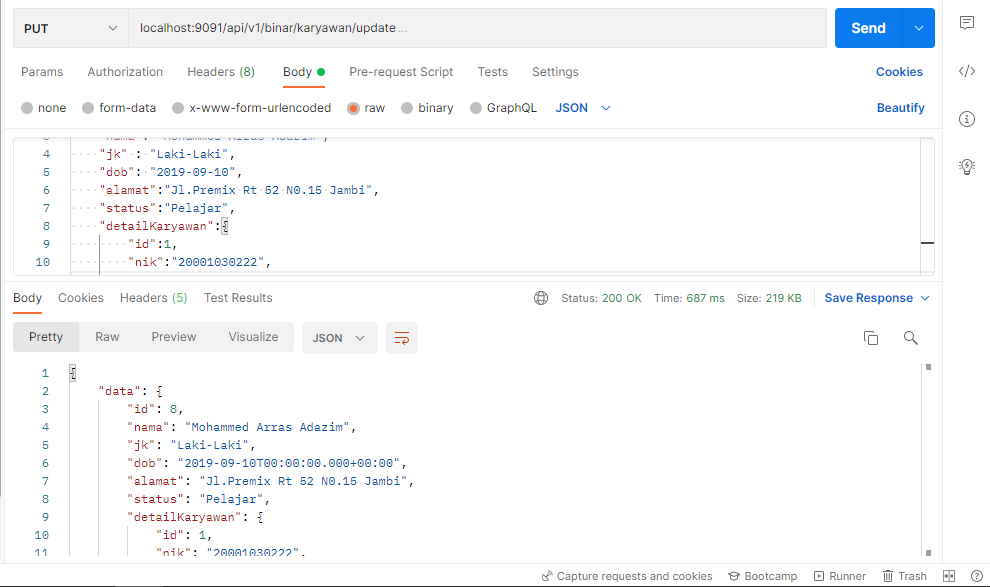 PUT localhost:9091/api/v1/binar/karyawan/update... Send
Params Authorization Headers (8) Body Pre-request Script Tests Settings Cookies
none form-data x-www-form-urlencoded raw binary GraphQL JSON Beautify
4 "jk" : "Laki-Laki",
5 "dob": "2019-09-10",
6 "alamat":"Jl.Premix Rt 52 N0.15 Jambi",
7 "status":"Pelajar",
8 "detailKaryawan":{
9 "id":1,
10 "nik":"20001030222",
Body Cookies Headers (5) Test Results Status: 200 OK Time: 687 ms Size: 219 KB Save Response
Pretty Raw Preview Visualize JSON
1 {
2 "data": {
3 "id": 8,
4 "nama": "Mohammed Arras Adazim",
5 "jk": "Laki-Laki",
6 "dob": "2019-09-10T00:00:00.000+00:00",
7 "alamat": "Jl.Premix Rt 52 N0.15 Jambi",
8 "status": "Pelajar",
9 "detailKaryawan": {
10 "id": 1,
11 "nik": "20001030222",
Capture requests and cookies Bootcamp Runner Trash